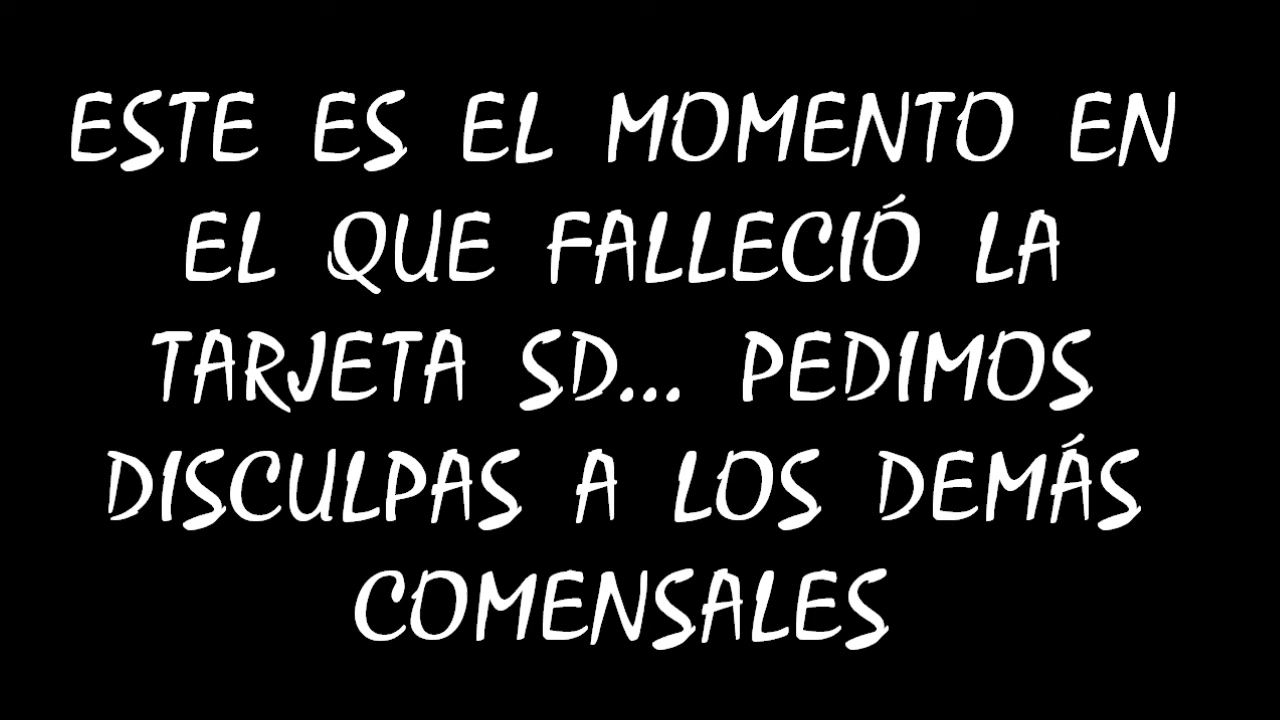 ESTE ES EL MOMENTO EN
EL QUE FALLECIÓ LA
TARJETA SD... PEDIMOS
DISCULPAS A LOS DEMÁS
COMENSALES